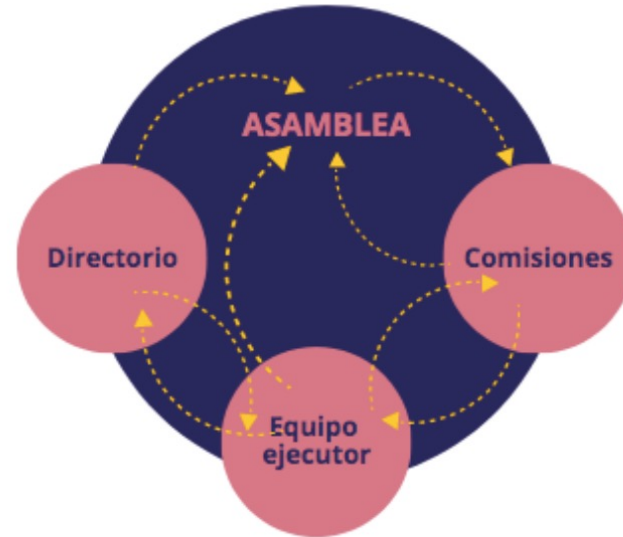 ASAMBLEA
Directorio
Comisiones
Equipo
ejecutor